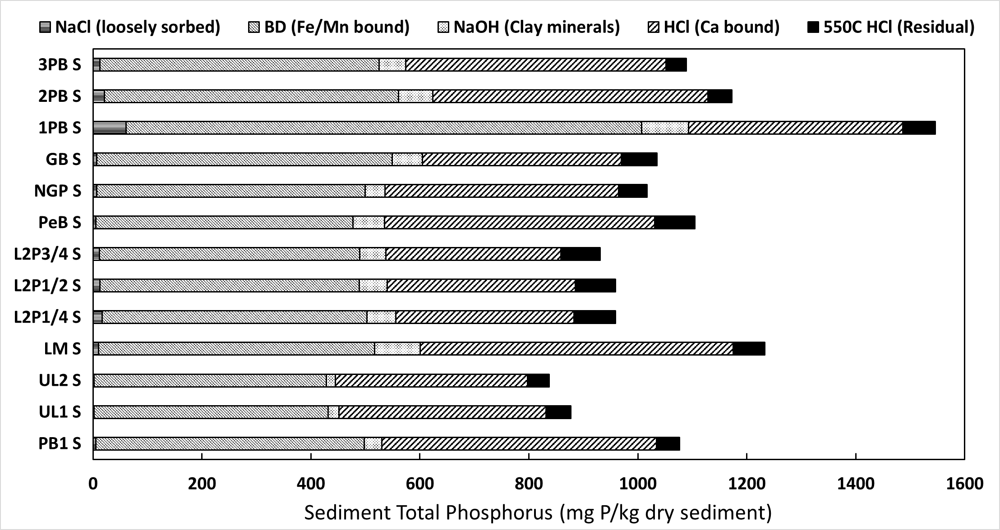 NaCl (loosely sorbed) BD (Fe/Mn bound) NaOH (Clay minerals) HCl (Ca bound) 550C HCl (Residual)
3PB S
2PB S
1PB S
GB S
NGP S
PeB S
L2P3/4 S
L2P1/2 S
L2P1/4 S
LM S
UL2 S
UL1 S
PB1 S
0 200 400 600 800 1000 1200 1400 1600
Sediment Total Phosphorus (mg P/kg dry sediment)